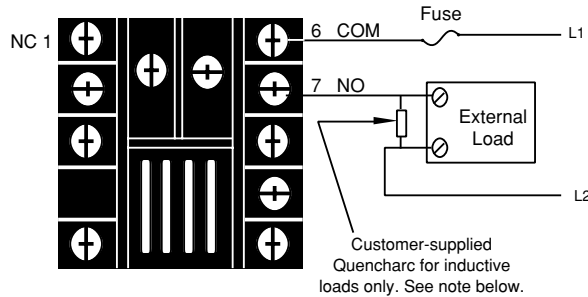 Fuse
6 COM
L1
NC 1
7 NO
External
Load
L2
Customer-supplied
Quencharc for inductive
loads only. See note below.